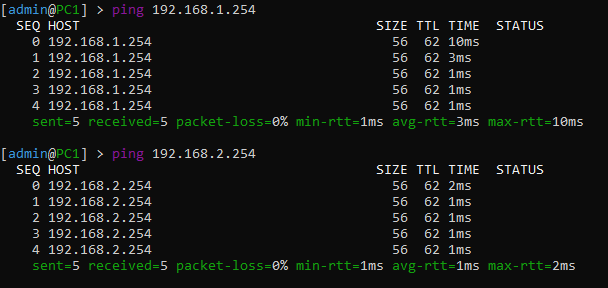 [admin@PC1] > ping 192.168.1.254
SEQ HOST SIZE TTL TIME STATUS
0 192.168.1.254 56 62 10ms
1 192.168.1.254 56 62 3ms
2 192.168.1.254 56 62 1ms
3 192.168.1.254 56 62 1ms
4 192.168.1.254 56 62 1ms
sent=5 received=5 packet-loss=0% min-rtt=1ms avg-rtt=3ms max-rtt=10ms
[admin@PC1] > ping 192.168.2.254
SEQ HOST SIZE TTL TIME STATUS
0 192.168.2.254 56 62 2ms
1 192.168.2.254 56 62 1ms
2 192.168.2.254 56 62 1ms
3 192.168.2.254 56 62 1ms
4 192.168.2.254 56 62 1ms
sent=5 received=5 packet-loss=0% min-rtt=1ms avg-rtt=1ms max-rtt=2ms